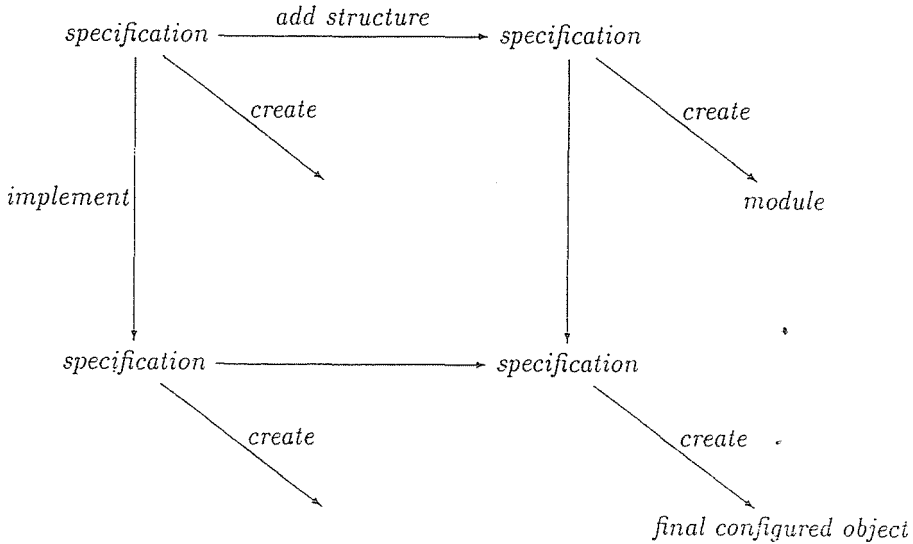 add structure
specification
specification
create
create
implement
module
specification
specification
create
create
final configured object